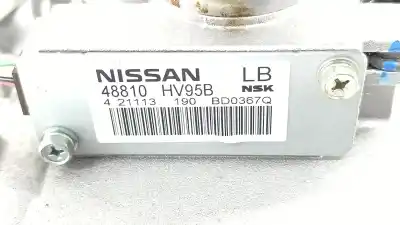 NISSAN LB
48810 HV95B NSK
4 21113 190 BD0367Q